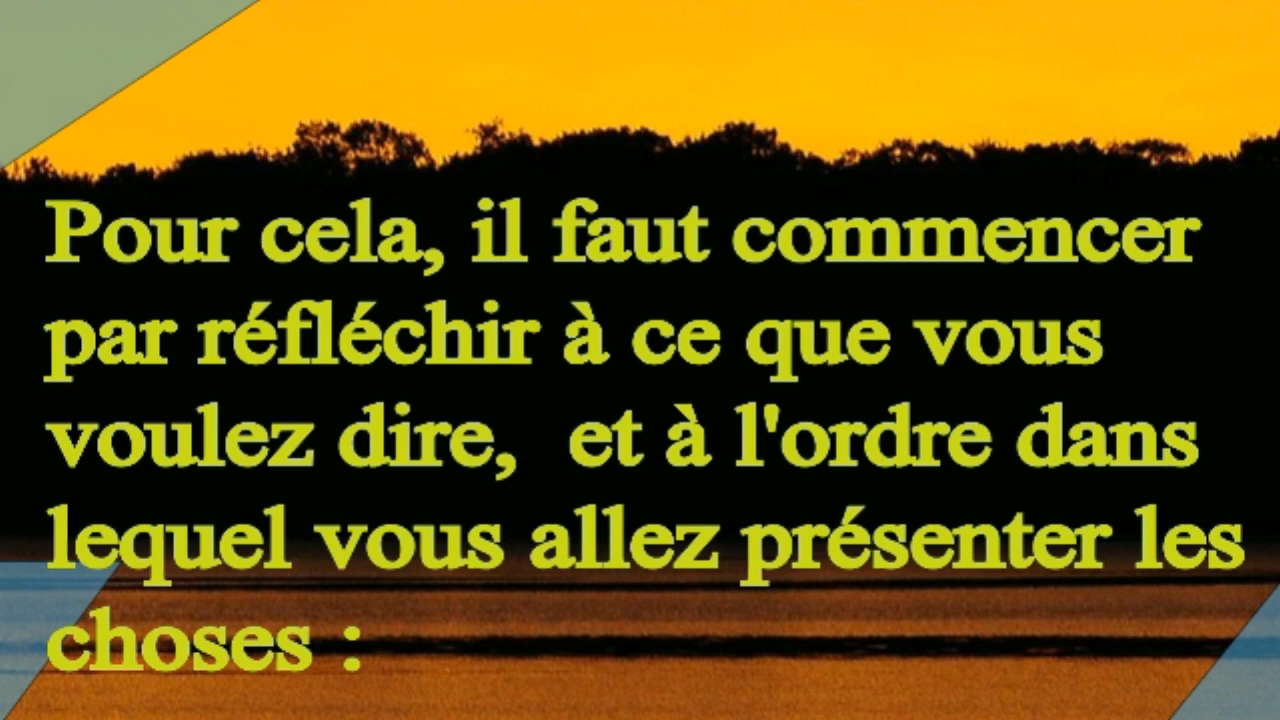 Pour cela, il faut commencer
par réfléchir à ce que vous
voulez dire,  et à l'ordre dans
lequel vous allez présenter les
choses :